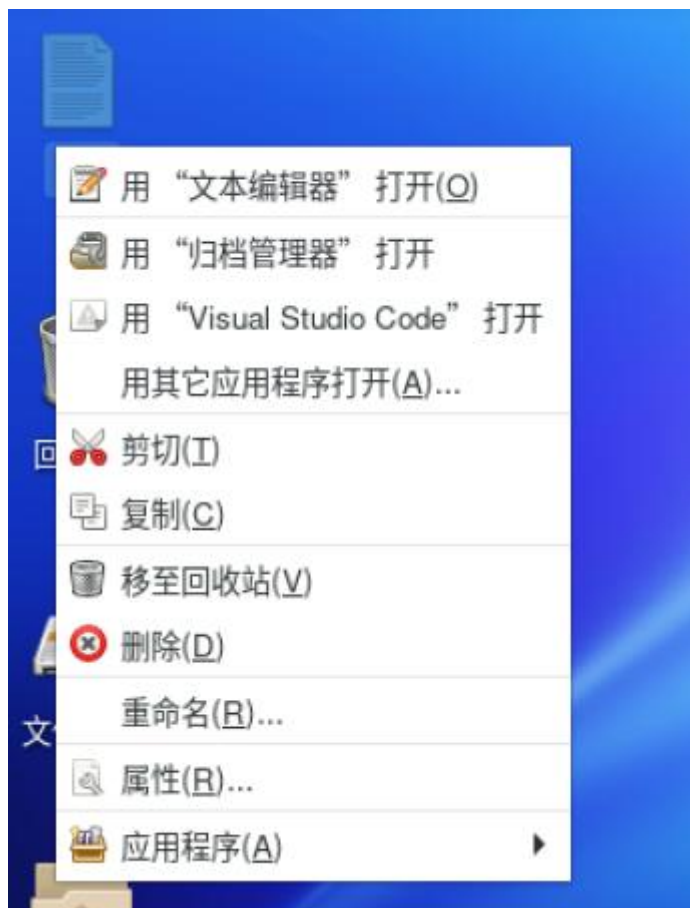 用“文本编辑器”打开(O)
用“归档管理器”打开
用“Visual Studio Code”打开
用其它应用程序打开(A)...
剪切(T)
回
复制(C)
移至回收站(V)
删除(D)
重命名(R)...
文
属性(R)...
应用程序(A)